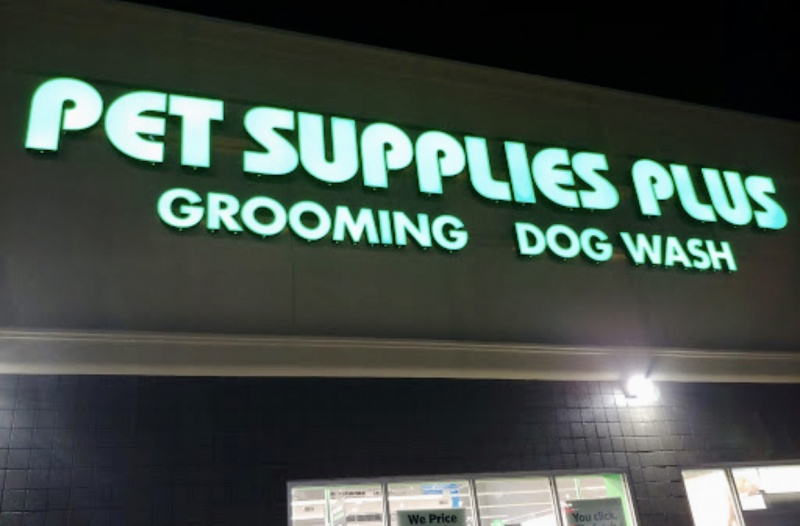 PET SUPPLIES PLUS
GROOMING DOG WASH
We Price
You click.